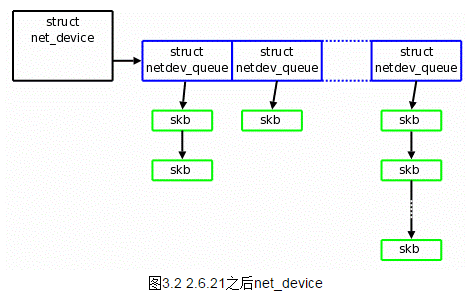 struct
net_device
struct
netdev_queue
struct
netdev_queue
struct
netdev_queue
skb
skb
skb
skb
skb
skb
图3.2 2.6.21之后net_device